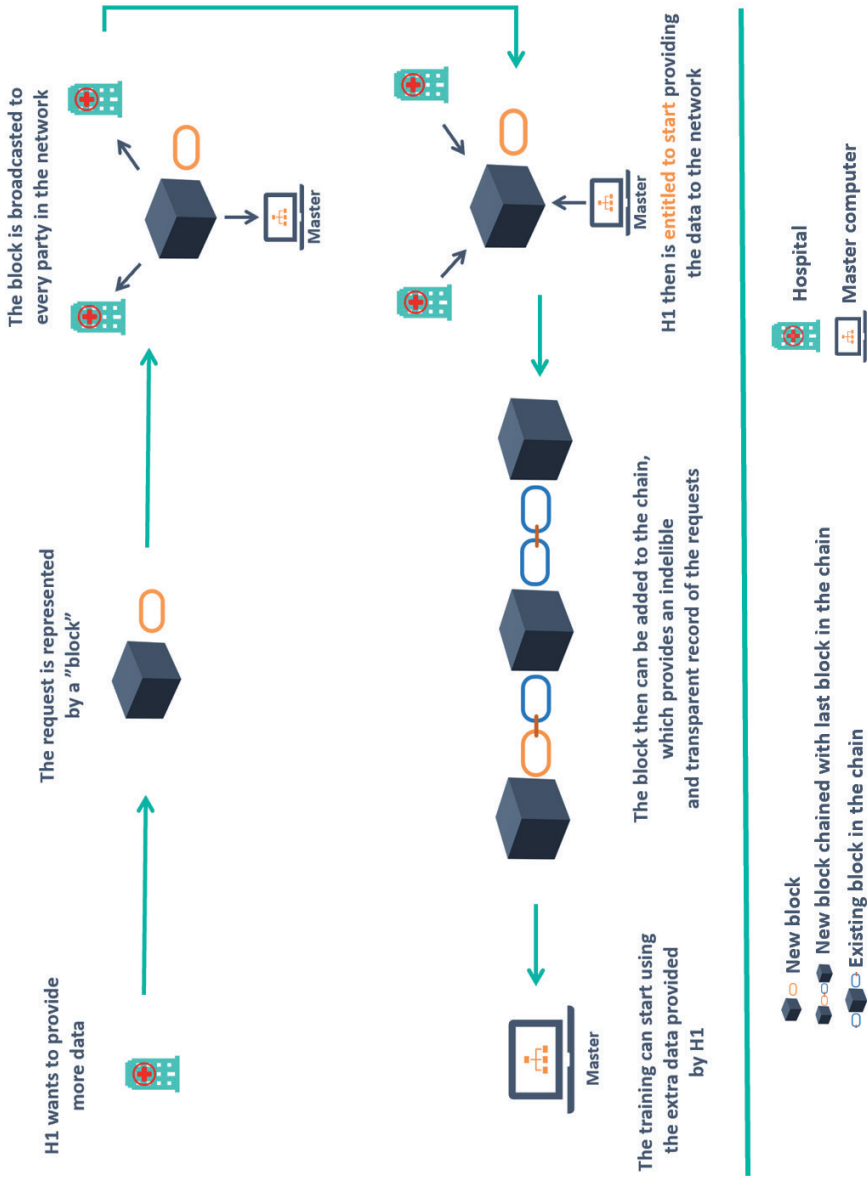 H1 wants to provide
more data
The request is represented
by a ”block”
The block is broadcasted to
every party in the network
Master
H1 then is entitled to start providing
the data to the network
Master
The block then can be added to the chain,
which provides an indelible
and transparent record of the requests
Master
The training can start using
the extra data provided
by H1
New block
New block chained with last block in the chain
Existing block in the chain
Hospital
Master computer